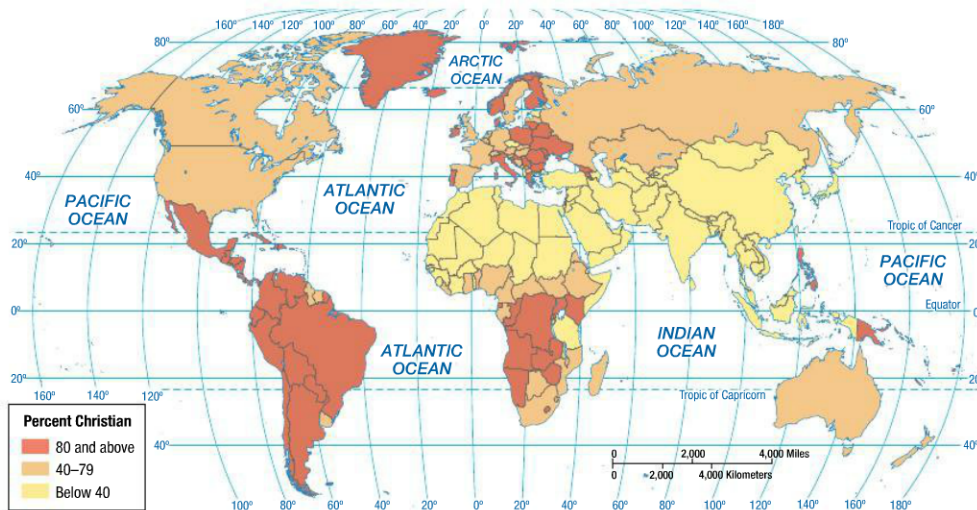 160° 140° 120° 100° 80° 60° 40° 20° 0° 20° 40° 60° 80° 100° 120° 140° 160° 180°
80°
80°
ARCTIC
OCEAN
60°
60°
40°
40°
PACIFIC
OCEAN
ATLANTIC
OCEAN
Tropic of Cancer
20°
20
PACIFIC
OCEAN
Equator
0°
0
ATLANTIC
OCEAN
INDIAN
OCEAN
20°
20
160°
140°
Tropic of Capricorn
Percent Christian
80 and above
40–79
Below 40
40°
40°
0 2,000 4,000 Miles
0 2,000 4,000 Kilometers
120° 100° 80° 60° 40° 20° 0° 20° 40° 60° 80° 100° 120° 140° 160° 180°